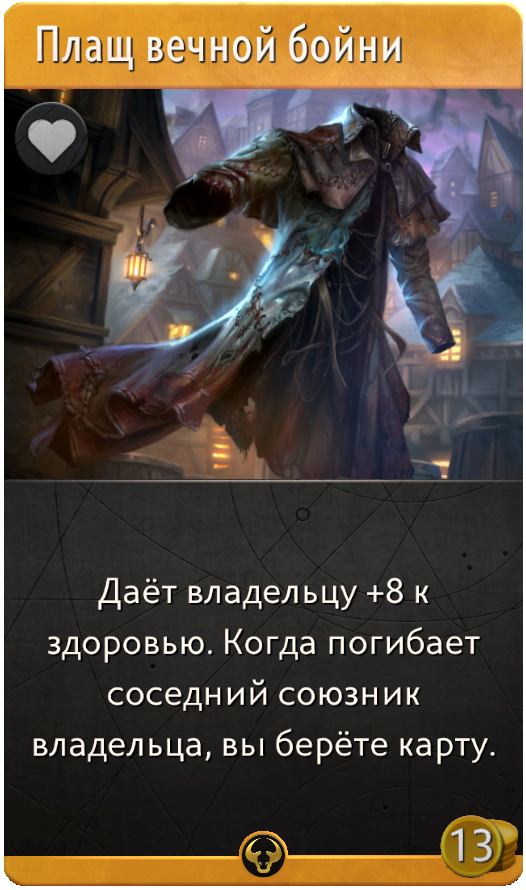 Плащ вечной бойни
Даёт владельцу +8 к
здоровью. Когда погибает
соседний союзник
владельца, вы берёте карту.
13